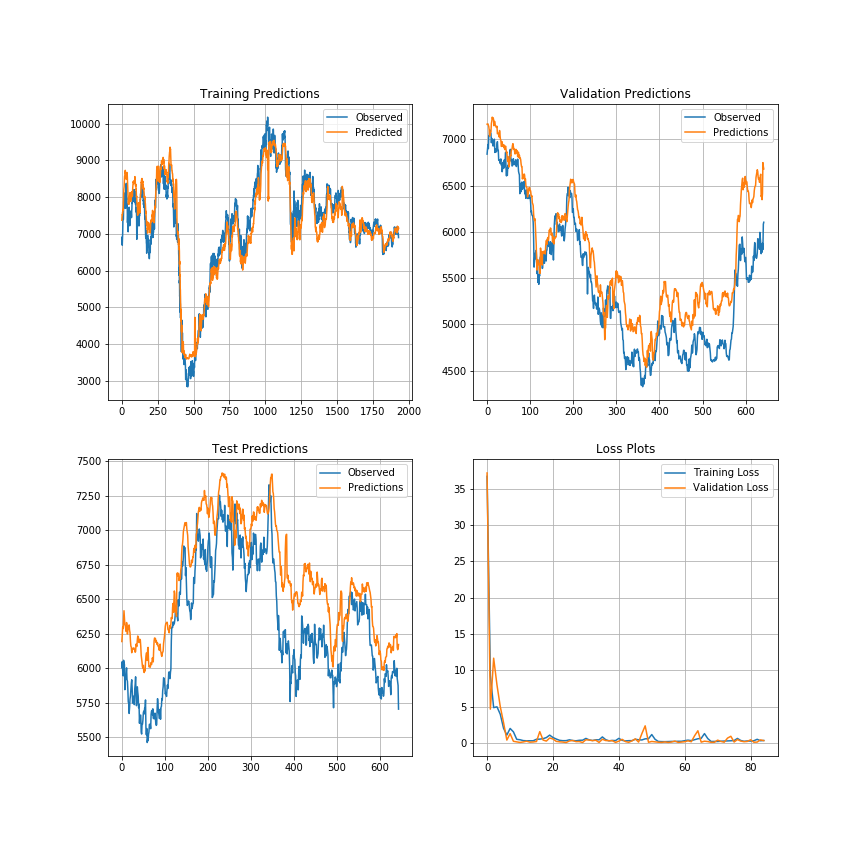 Training Predictions
Observed
Predicted
10000
9000
8000
7000
6000
5000
4000
3000
0 250 500 750 1000 1250 1500 1750 2000
Validation Predictions
Observed
Predictions
7000
6500
6000
5500
5000
4500
0 100 200 300 400 500 600
Test Predictions
Observed
Predictions
7500
7250
7000
6750
6500
6250
6000
5750
5500
0 100 200 300 400 500 600
Loss Plots
Training Loss
Validation Loss
35
30
25
20
15
10
5
0
0 20 40 60 80